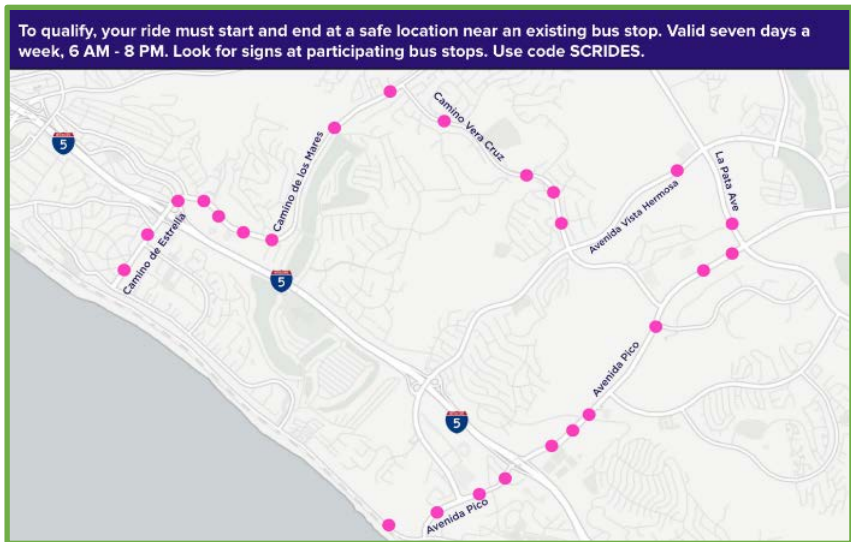 To qualify, your ride must start and end at a safe location near an existing bus stop. Valid seven days a
week, 6 AM - 8 PM. Look for signs at participating bus stops. Use code SCRIDES.
5
Camino Vera Cruz
Camino de los Mares
La Pata Ave
Avenida Vista Hermosa
Camino de Estrella
5
Avenida Pico
5
Avenida Pico